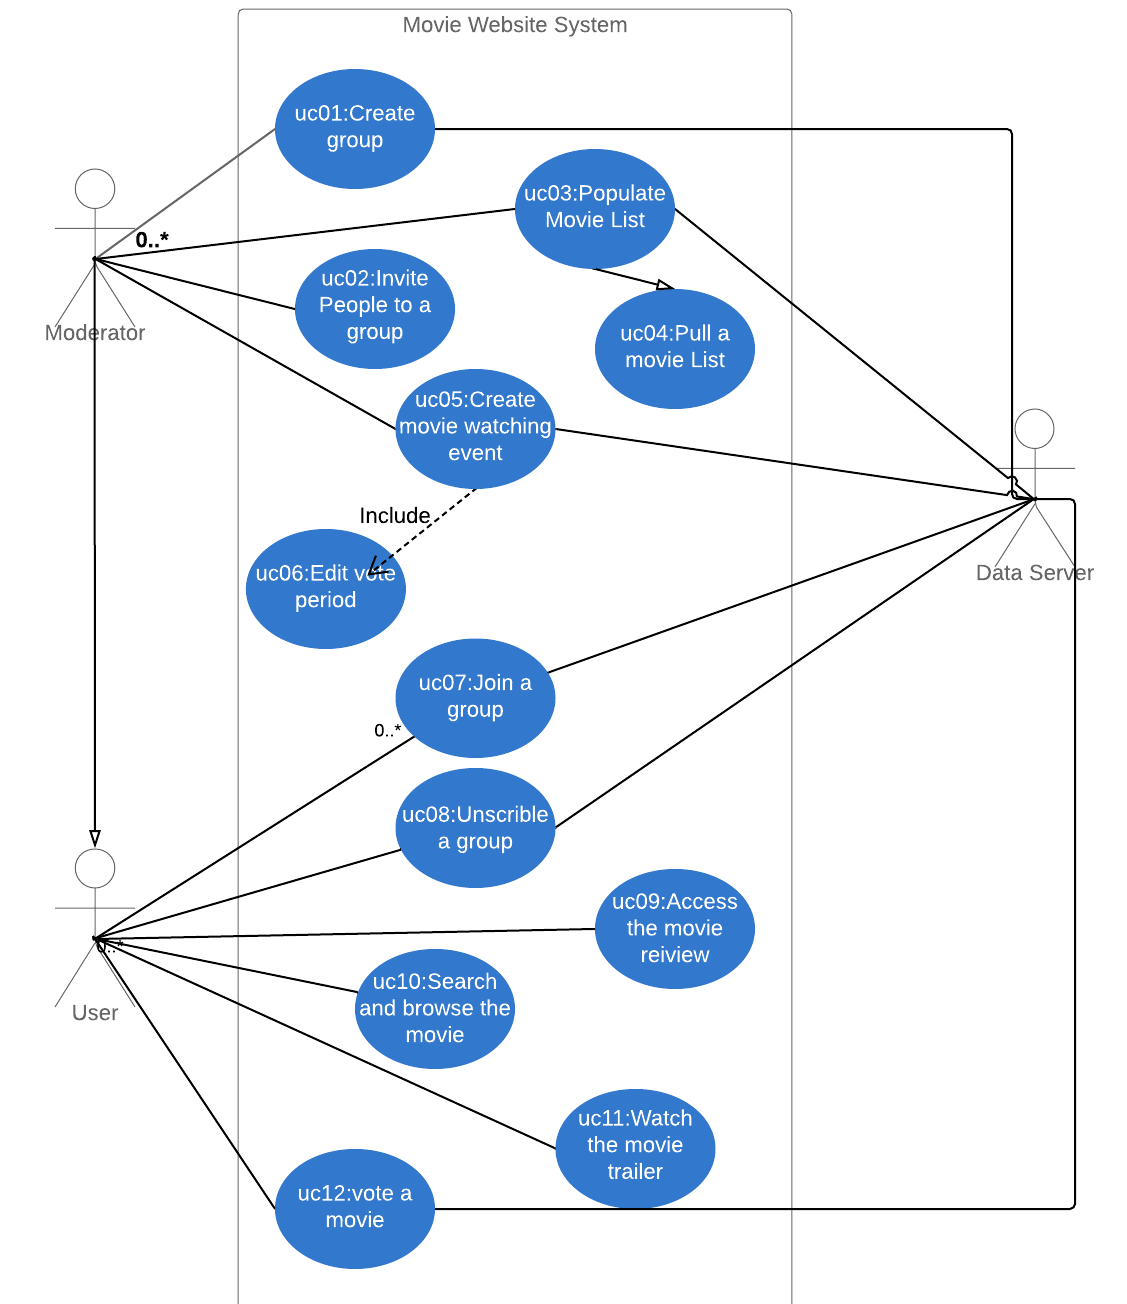 Movie Website System
uc01:Create
group
uc03:Populate
Movie List
0..*
uc02:Invite
People to a
group
Moderator
uc04:Pull a
movie List
uc05:Create
movie watching
event
Include
uc06:Edit vote
period
Data Server
uc07:Join a
group
0..*
uc08:Unscrible
a group
uc09:Access
the movie
reiview
0..*
User
uc10:Search
and browse the
movie
uc11:Watch
the movie
trailer
uc12:vote a
movie